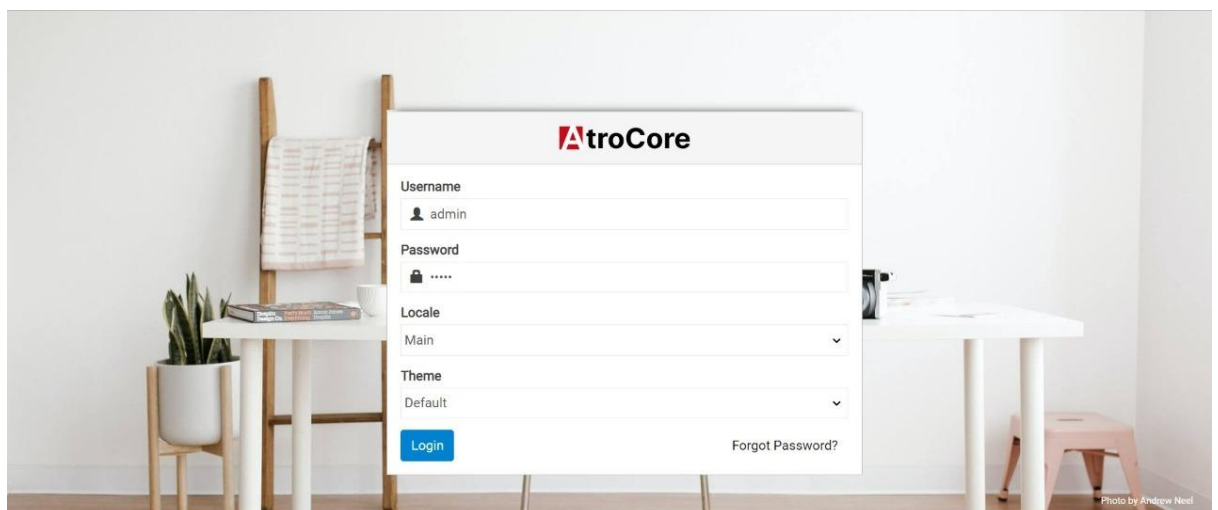 AtroCore
Username
admin
Password
•••••
Locale
Main
Theme
Default
Login
Forgot Password?
Photo by Andrew Neel